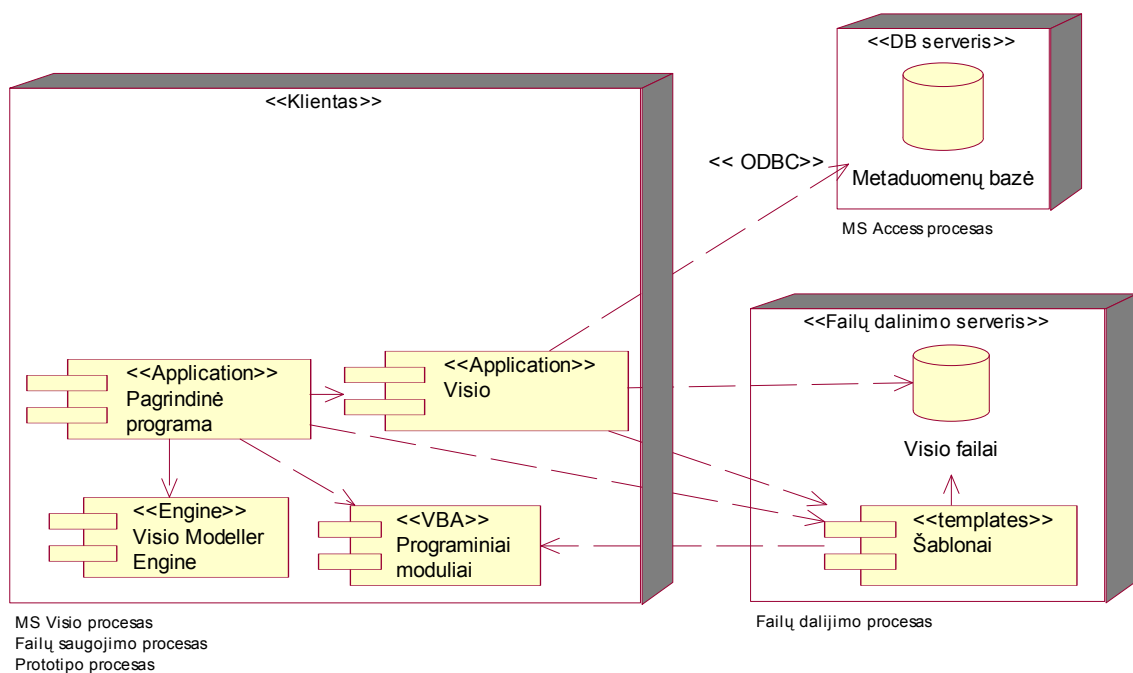 <<DB serveris>>
Metaduomenų bazė
MS Access procesas
<<Klientas>>
<< ODBC>>
<<Failų dalinimo serveris>>
Visio failai
<<templates>>
Šablonai
Failų dalijimo procesas
<<Application>>
Pagrindinė
programa
<<Application>>
Visio
<<Engine>>
Visio Modeller
Engine
<<VBA>>
Programiniai
moduliai
MS Visio procesas
Failų saugojimo procesas
Prototipo procesas